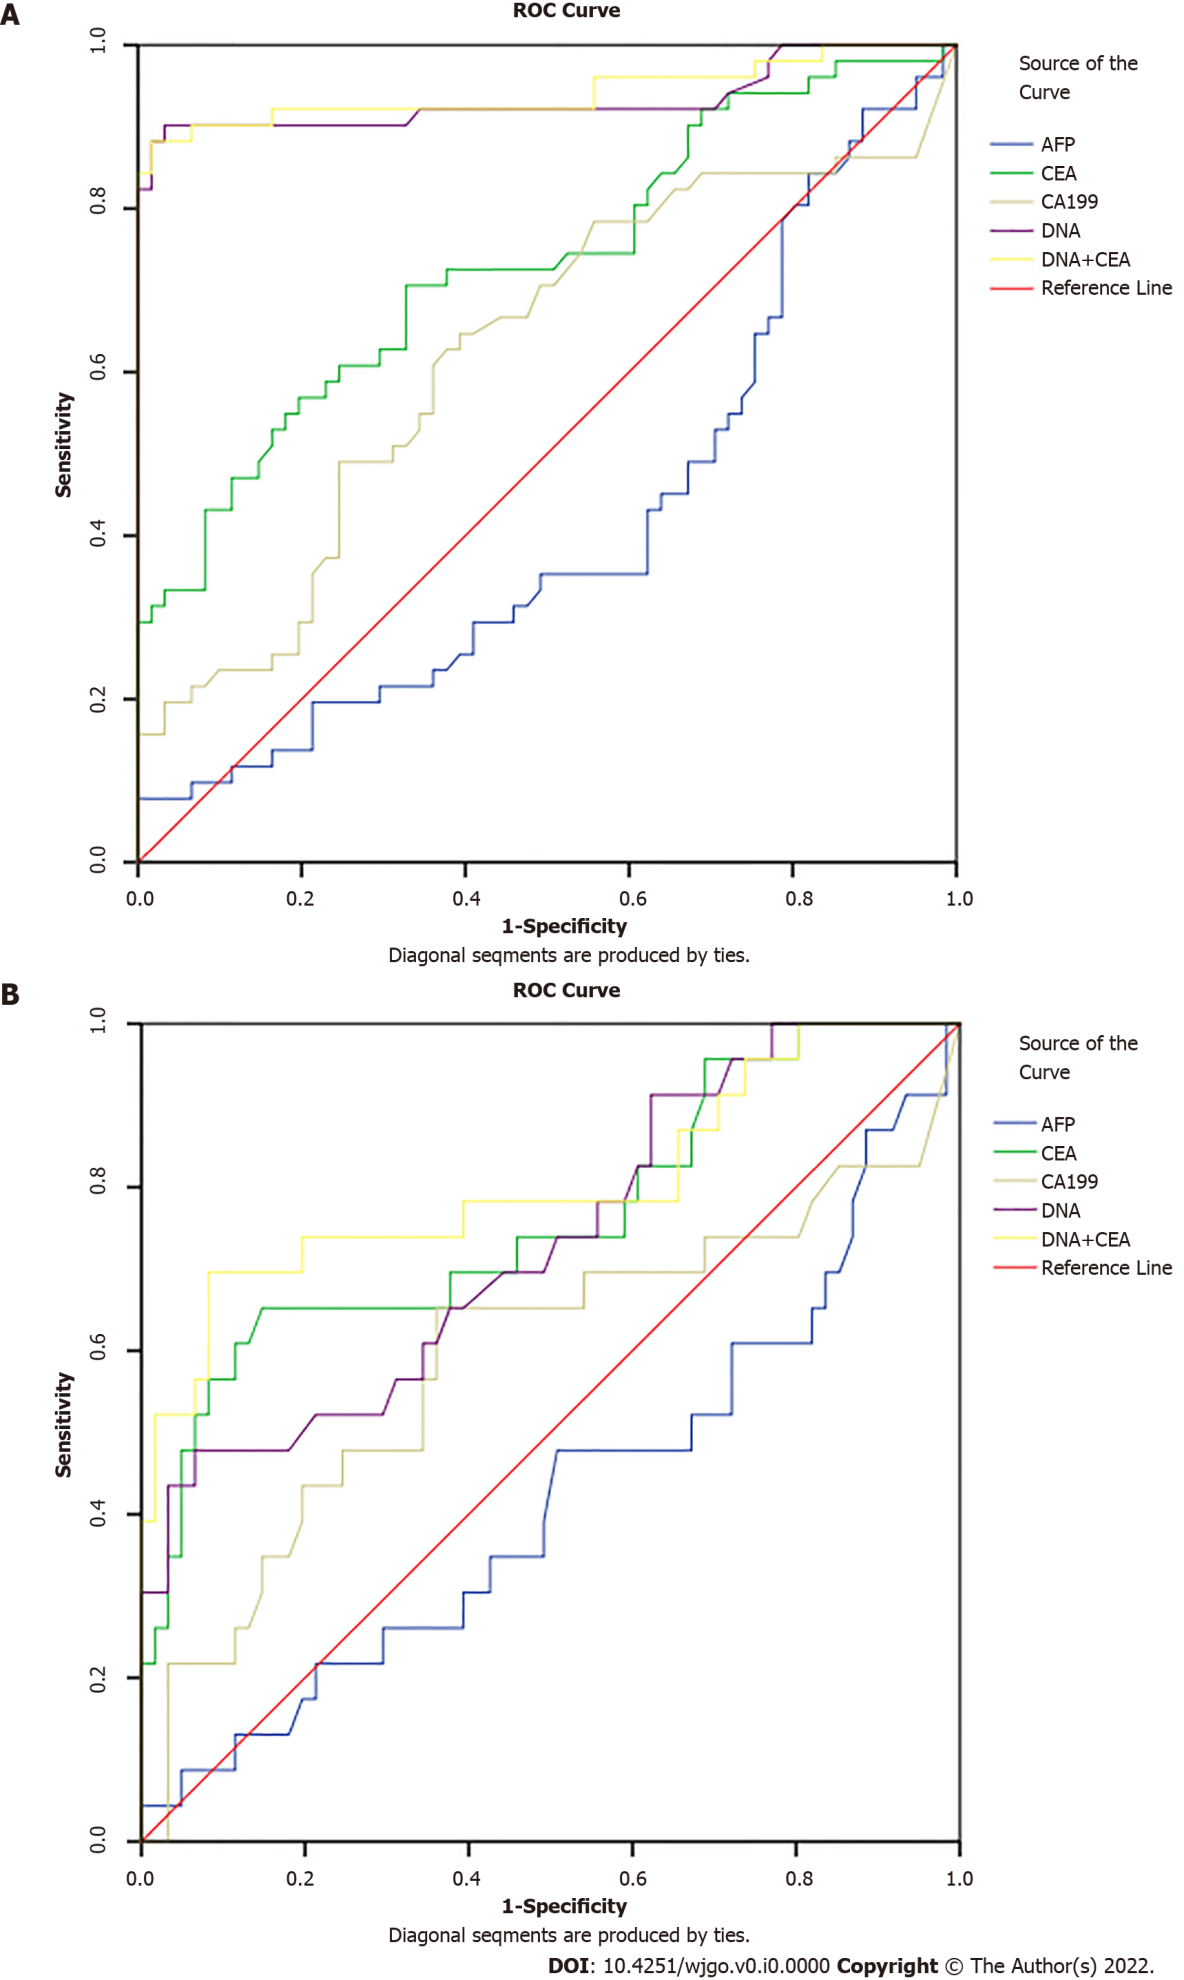 A
ROC Curve
Source of the
Curve
AFP
CEA
CA199
DNA
DNA+CEA
Reference Line
1.0
0.8
0.6
0.4
0.2
0.0
Sensitivity
0.0 0.2 0.4 0.6 0.8 1.0
1-Specificity
Diagonal seqments are produced by ties.
B
ROC Curve
Source of the
Curve
AFP
CEA
CA199
DNA
DNA+CEA
Reference Line
1.0
0.8
0.6
0.4
0.2
0.0
Sensitivity
0.0 0.2 0.4 0.6 0.8 1.0
1-Specificity
Diagonal seqments are produced by ties.
DOI: 10.4251/wjgo.v0.i0.0000 Copyright © The Author(s) 2022.